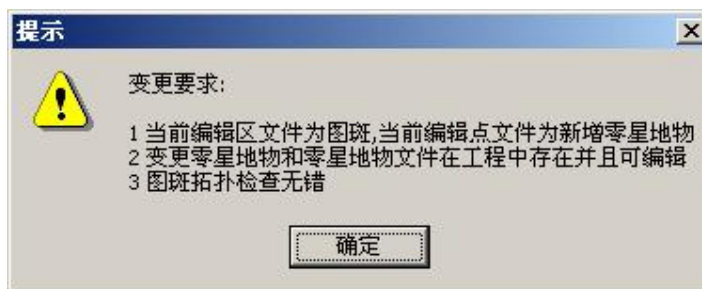 提示
变更要求:
1 当前编辑区文件为图斑,当前编辑点文件为新增零星地物
2 变更零星地物和零星地物文件在工程中存在并且可编辑
3 图斑拓扑检查无错
确定